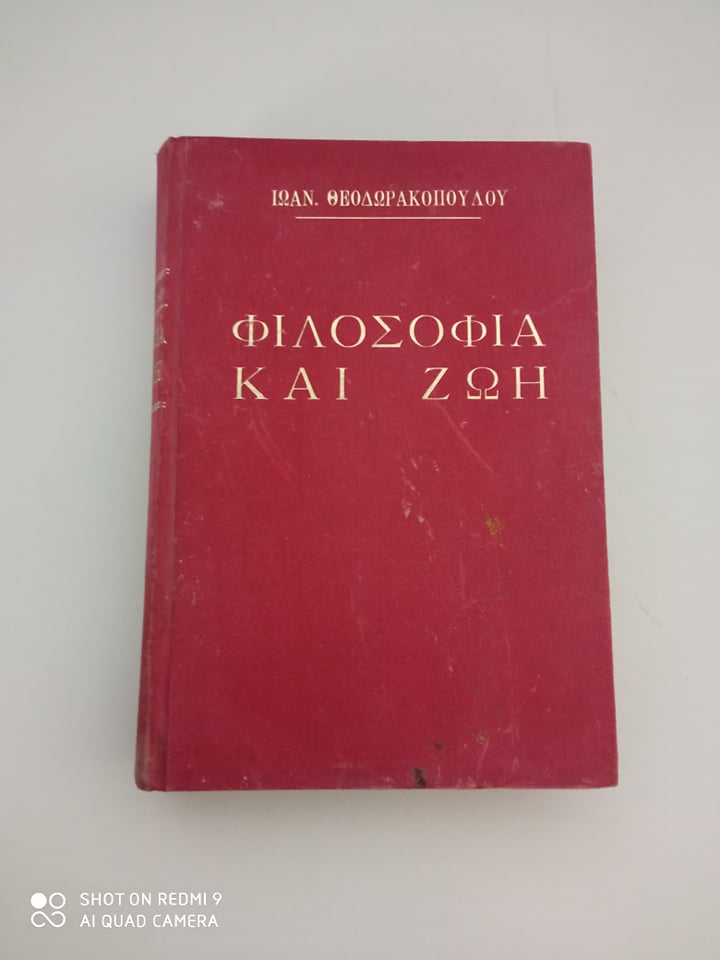 ΙΩΑΝ. ΘΕΟΔΩΡΑΚΟΠΟΥΛΟΥ
ΦΙΛΟΣΟΦΙΑ
ΚΑΙ ΖΩΗ
SHOT ON REDMI 9
AI QUAD CAMERA